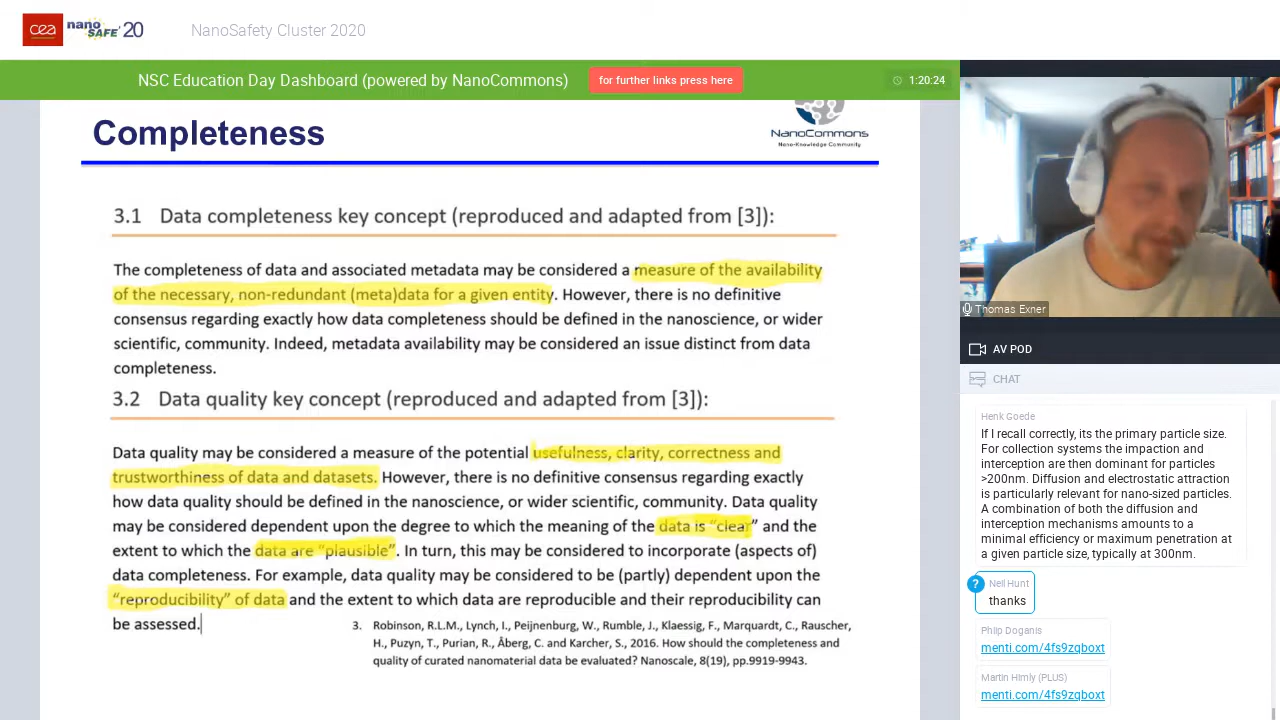 cea nano SAFE' 20
NanoSafety Cluster 2020
NSC Education Day Dashboard (powered by NanoCommons)
for further links press here
1:20:24
Completeness
NanoCommons
Nano-Knowledge Community
3.1 Data completeness key concept (reproduced and adapted from [3]):
The completeness of data and associated metadata may be considered a measure of the availability
of the necessary, non-redundant (meta)data for a given entity. However, there is no definitive
consensus regarding exactly how data completeness should be defined in the nanoscience, or wider
scientific, community. Indeed, metadata availability may be considered an issue distinct from data
completeness.
3.2 Data quality key concept (reproduced and adapted from [3]):
Data quality may be considered a measure of the potential usefulness, clarity, correctness and
trustworthiness of data and datasets. However, there is no definitive consensus regarding exactly
how data quality should be defined in the nanoscience, or wider scientific, community. Data quality
may be considered dependent upon the degree to which the meaning of the data is “clear” and the
extent to which the data are “plausible”. In turn, this may be considered to incorporate (aspects of)
data completeness. For example, data quality may be considered to be (partly) dependent upon the
“reproducibility” of data and the extent to which data are reproducible and their reproducibility can
be assessed.
3. Robinson, R.L.M., Lynch, I., Peijnenburg, W., Rumble, J., Klaessig, F., Marquardt, C., Rauscher,
H., Puzyn, T., Purian, R., Åberg, C. and Karcher, S., 2016. How should the completeness and
quality of curated nanomaterial data be evaluated? Nanoscale, 8(19), pp.9919-9943.
Thomas Exner
AV POD
CHAT
Henk Goede
If I recall correctly, its the primary particle size.
For collection systems the impaction and
interception are then dominant for particles
>200nm. Diffusion and electrostatic attraction
is particularly relevant for nano-sized particles.
A combination of both the diffusion and
interception mechanisms amounts to a
minimal efficiency or maximum penetration at
a given particle size, typically at 300nm.
?
Neil Hunt
thanks
Philp Doganis
menti.com/4fs9zqboxt
Martin Himly (PLUS)
menti.com/4fs9zqboxt